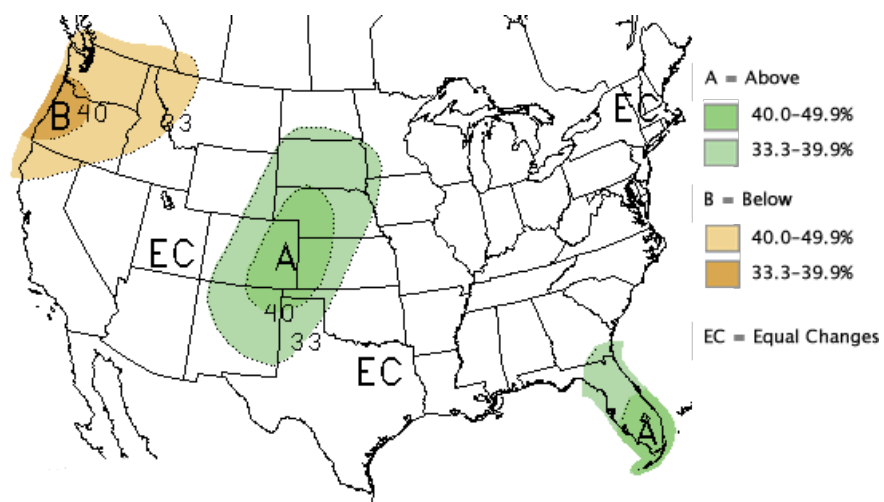 B
40
33
EC
A
40
33
EC
EC
A
A = Above
40.0-49.9%
33.3-39.9%
B = Below
40.0-49.9%
33.3-39.9%
EC = Equal Changes